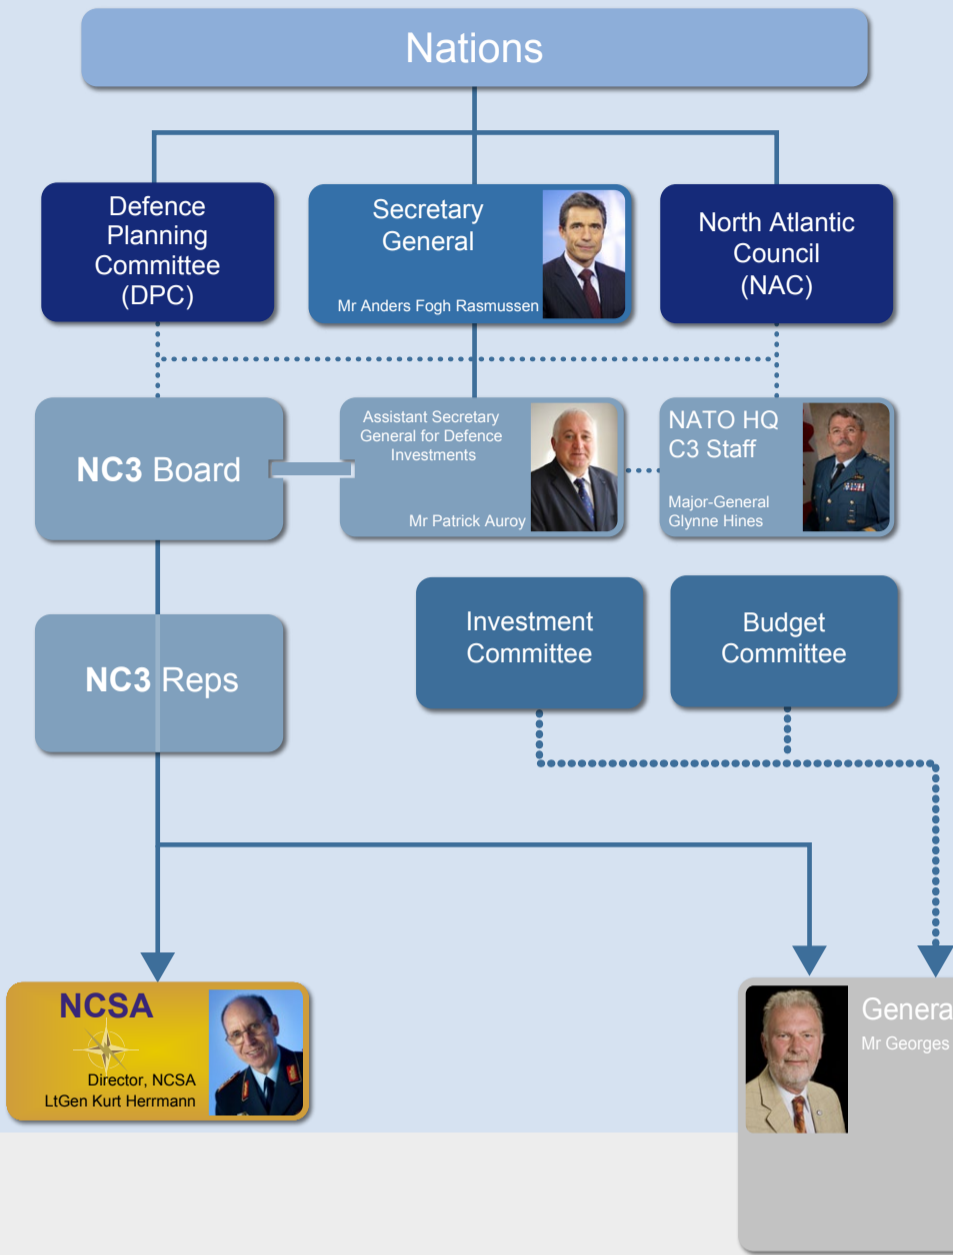 Nations
Defence
Planning
Committee
(DPC)
Secretary
General
Mr Anders Fogh Rasmussen
North Atlantic
Council
(NAC)
NC3 Board
Assistant Secretary
General for Defence
Investments
Mr Patrick Auroy
NATO HQ
C3 Staff
Major-General
Glynne Hines
NC3 Reps
Investment
Committee
Budget
Committee
NCSA
Director, NCSA
LtGen Kurt Herrmann
Genera
Mr Georges